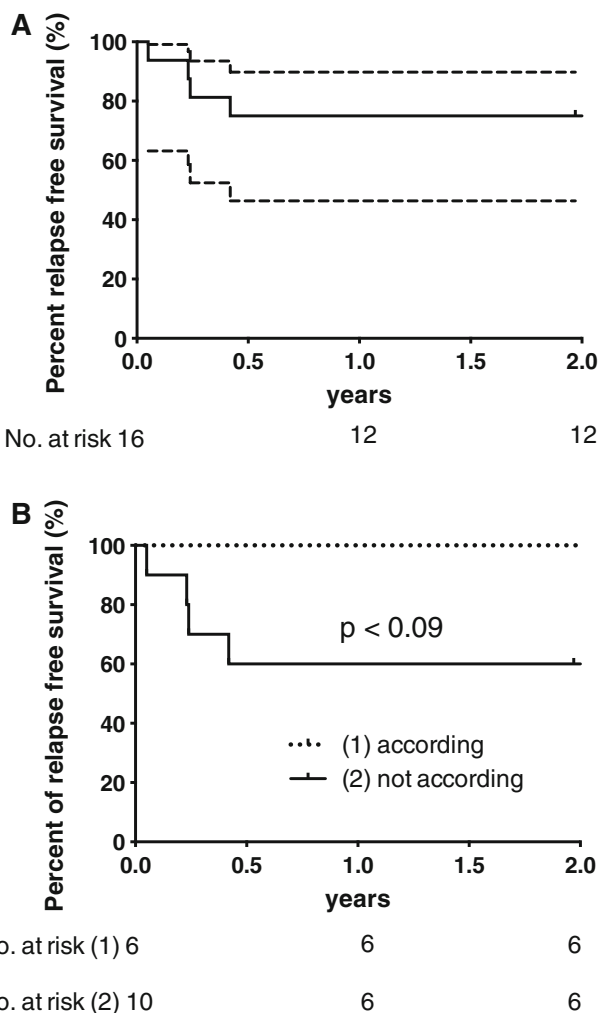 A
Percent relapse free survival (%)
100
80
60
40
20
0
0.0 0.5 1.0 1.5 2.0
years
No. at risk 16 12 12
B
Percent of relapse free survival (%)
100
80
60
40
20
0
p < 0.09
(1) according
(2) not according
0.0 0.5 1.0 1.5 2.0
years
o. at risk (1) 6 6 6
o. at risk (2) 10 6 6